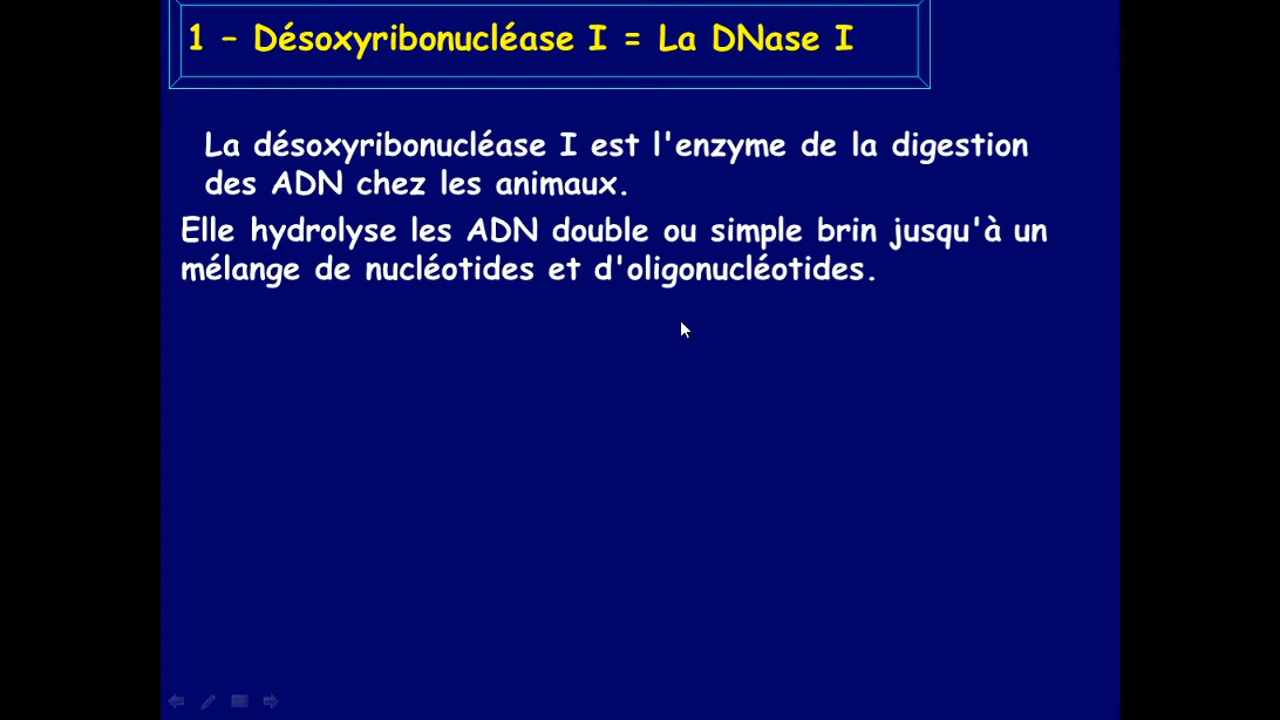 1 – Désoxyribonucléase I = La DNase I
La désoxyribonucléase I est l'enzyme de la digestion
des ADN chez les animaux.
Elle hydrolyse les ADN double ou simple brin jusqu'à un
mélange de nucléotides et d'oligonucléotides.